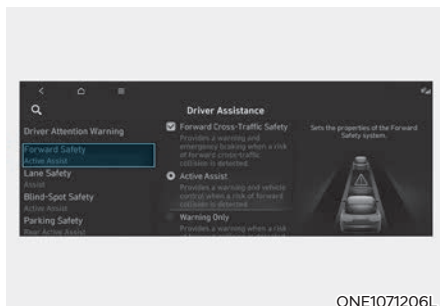 Driver Assistance
Driver Attention Warning
Forward Safety
Active Assist
Lane Safety
Assist
Blind-Spot Safety
Active Assist
Parking Safety
Rear Active Assist
Forward Cross-Traffic Safety
Provides a warning and
emergency braking when a risk
of forward cross-traffic
collision is detected.
Active Assist
Provides a warning and vehicle
control when a risk of forward
collision is detected.
Warning Only
Provides a warning when a risk
Sets the properties of the Forward
Safety system.
ONE1071206L